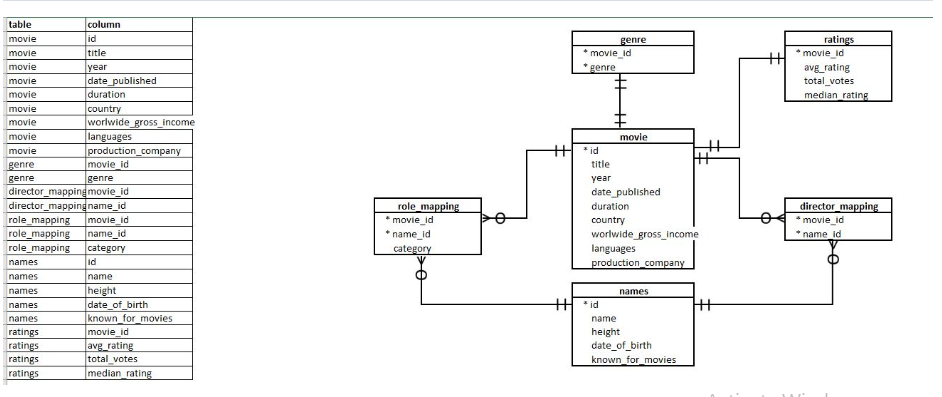 table column
movie id
movie title
movie year
movie date_published
movie duration
movie country
movie worlwide_gross_income
movie languages
movie production_company
genre movie_id
genre genre
director_mapping movie_id
director_mapping name_id
role_mapping movie_id
role_mapping name_id
role_mapping category
names id
names name
names height
names date_of_birth
names known_for_movies
ratings movie_id
ratings avg_rating
ratings total_votes
ratings median_rating
genre
* movie_id
* genre
ratings
* movie_id
avg_rating
total_votes
median_rating
movie
* id
title
year
date_published
duration
country
worlwide_gross_income
languages
production_company
role_mapping
* movie_id
* name_id
category
director_mapping
* movie_id
* name_id
names
* id
name
height
date_of_birth
known_for_movies